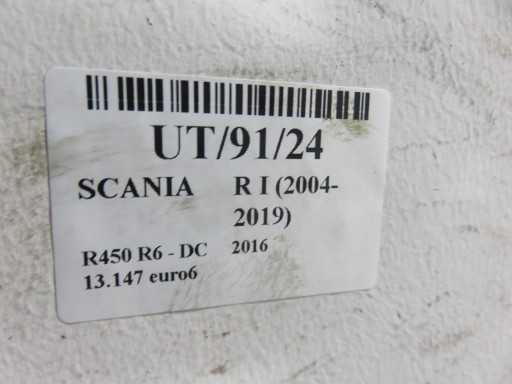 UT/91/24
SCANIA R I (2004-
2019)
R450 R6 - DC 2016
13.147 euro6